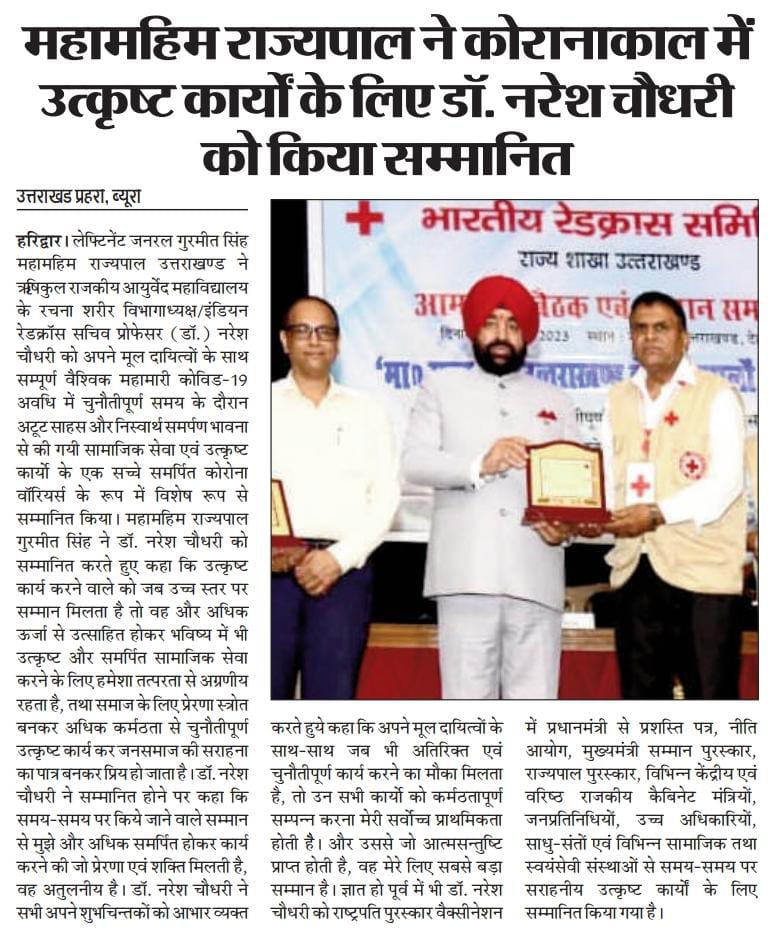 महामहिम राज्यपाल ने कोरानाकाल में
उत्कृष्ट कार्यों के लिए डॉ. नरेश चौधरी
को किया सम्मानित
उत्तराखड प्रहरा, ब्यूरा
हरिद्वार। लेफ्टिनेंट जनरल गुरमीत सिंह
महामहिम राज्यपाल उत्तराखण्ड ने
ऋषिकुल राजकीय आयुर्वेद महाविद्यालय
के रचना शरीर विभागाध्यक्ष/इंडियन
रेडक्रॉस सचिव प्रोफेसर (डॉ.) नरेश
चौधरी को अपने मूल दायित्वों के साथ
सम्पूर्ण वैश्विक महामारी कोविड-19
अवधि में चुनौतीपूर्ण समय के दौरान
अटूट साहस और निस्वार्थ समर्पण भावना
से की गयी सामाजिक सेवा एवं उत्कृष्ट
कार्यो के एक सच्चे समर्पित कोरोना
वॉरियर्स के रूप में विशेष रूप से
सम्मानित किया। महामहिम राज्यपाल
गुरमीत सिंह ने डॉ. नरेश चौधरी को
सम्मानित करते हुए कहा कि उत्कृष्ट
कार्य करने वाले को जब उच्च स्तर पर
सम्मान मिलता है तो वह और अधिक
ऊर्जा से उत्साहित होकर भविष्य में भी
उत्कृष्ट और समर्पित सामाजिक सेवा
करने के लिए हमेशा तत्परता से अग्रणीय
रहता है, तथा समाज के लिए प्रेरणा स्त्रोत
बनकर अधिक कर्मठता से चुनौतीपूर्ण
उत्कृष्ट कार्य कर जनसमाज की सराहना
का पात्र बनकर प्रिय हो जाता है। डॉ. नरेश
चौधरी ने सम्मानित होने पर कहा कि
समय-समय पर किये जाने वाले सम्मान
से मुझे और अधिक समर्पित होकर कार्य
करने की जो प्रेरणा एवं शक्ति मिलती है,
वह अतुलनीय है। डॉ. नरेश चौधरी ने
सभी अपने शुभचिन्तकों को आभार व्यक्त
भारतीय रेडक्रास समि
राज्य शाखा उत्तराखण्ड
2023 स्थान
करते हुये कहा कि अपने मूल दायित्वों के
साथ-साथ जब भी अतिरिक्त एवं
चुनौतीपूर्ण कार्य करने का मौका मिलता
है, तो उन सभी कार्यो को कर्मठतापूर्ण
सम्पन्न करना मेरी सर्वोच्च प्राथमिकता
होती है। और उससे जो आत्मसन्तुष्टि
प्राप्त होती है, वह मेरे लिए सबसे बड़ा
सम्मान है। ज्ञात हो पूर्व में भी डॉ. नरेश
चौधरी को राष्ट्रपति पुरस्कार वैक्सीनेशन
में प्रधानमंत्री से प्रशस्ति पत्र, नीति
आयोग, मुख्यमंत्री सम्मान पुरस्कार,
राज्यपाल पुरस्कार, विभिन्न केंद्रीय एवं
वरिष्ठ राजकीय कैबिनेट मंत्रियों,
जनप्रतिनिधियों, उच्च अधिकारियों,
साधु-संतों एवं विभिन्न सामाजिक तथा
स्वयंसेवी संस्थाओं से समय-समय पर
सराहनीय उत्कृष्ट कार्यों के लिए
सम्मानित किया गया है।